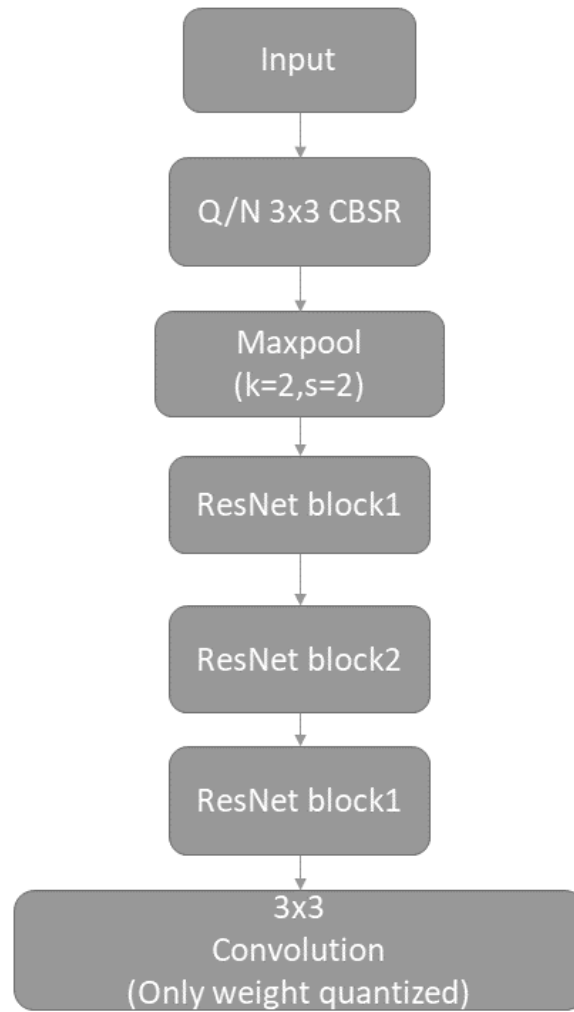 Input
Q/N 3x3 CBSR
Maxpool
(k=2,s=2)
ResNet block1
ResNet block2
ResNet block1
3x3
Convolution
(Only weight quantized)